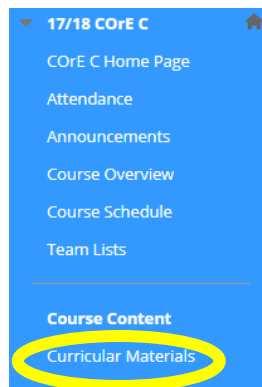 17/18 COrE C
COrE C Home Page
Attendance
Announcements
Course Overview
Course Schedule
Team Lists
Course Content
Curricular Materials